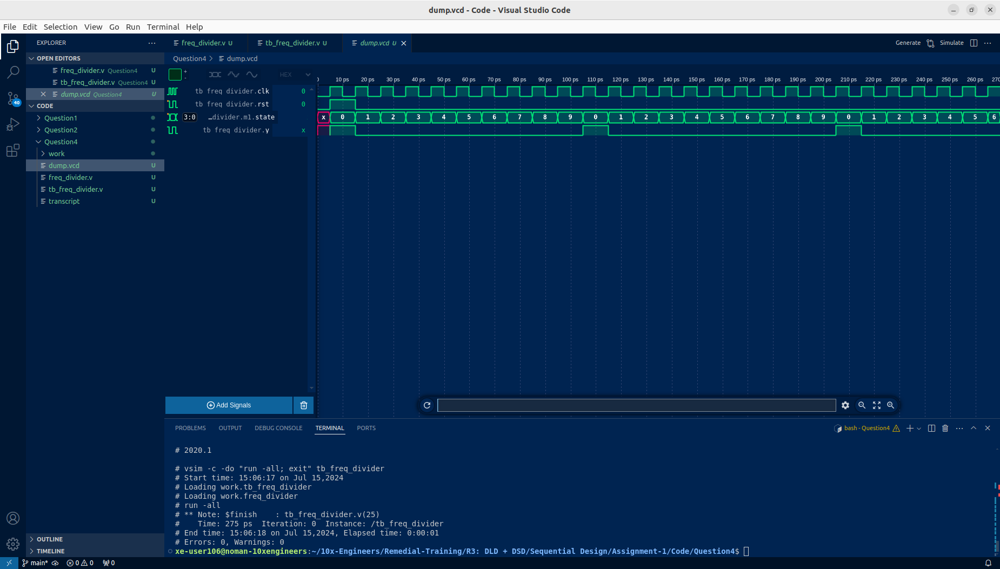 dump.vcd - Code - Visual Studio Code
File Edit Selection View Go Run Terminal Help
EXPLORER
freq_divider.v U tb_freq_divider.v U dump.vcd U
Generate Simulate
OPEN EDITORS
freq_divider.v Question4 U
tb_freq_divider.v Question4 U
dump.vcd Question4 U
CODE
Question1
Question2
Question4
work
dump.vcd U
freq_divider.v U
tb_freq_divider.v U
transcript U
OUTLINE
TIMELINE
Question4 > dump.vcd
+
-
HEX
10 ps 20 ps 30 ps 40 ps 50 ps 60 ps 70 ps 80 ps 90 ps 100 ps 110 ps 120 ps 130 ps 140 ps 150 ps 160 ps 170 ps 180 ps 190 ps 200 ps 210 ps 220 ps 230 ps 240 ps 250 ps 260 ps 270
tb freq divider.clk 0
tb freq divider.rst 0
3:0 …divider.m1.state
x 0 1 2 3 4 5 6 7 8 9 0 1 2 3 4 5 6 7 8 9 0 1 2 3 4 5 6
tb freq divider.y x
Add Signals
PROBLEMS OUTPUT DEBUG CONSOLE TERMINAL PORTS
bash - Question4
# 2020.1
# vsim -c -do "run -all; exit" tb_freq_divider
# Start time: 15:06:17 on Jul 15,2024
# Loading work.tb_freq_divider
# Loading work.freq_divider
# run -all
# ** Note: $finish    : tb_freq_divider.v(25)
#    Time: 275 ps  Iteration: 0  Instance: /tb_freq_divider
# End time: 15:06:18 on Jul 15,2024, Elapsed time: 0:00:01
# Errors: 0, Warnings: 0
xe-user106@noman-10xengineers:~/10x-Engineers/Remedial-Training/R3: DLD + DSD/Sequential Design/Assignment-1/Code/Question4$
40
main* 0 0 0